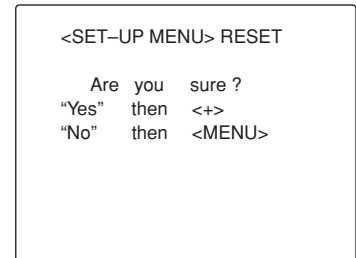 <SET–UP MENU> RESET
Are you sure ?
“Yes” then <+>
“No” then <MENU>